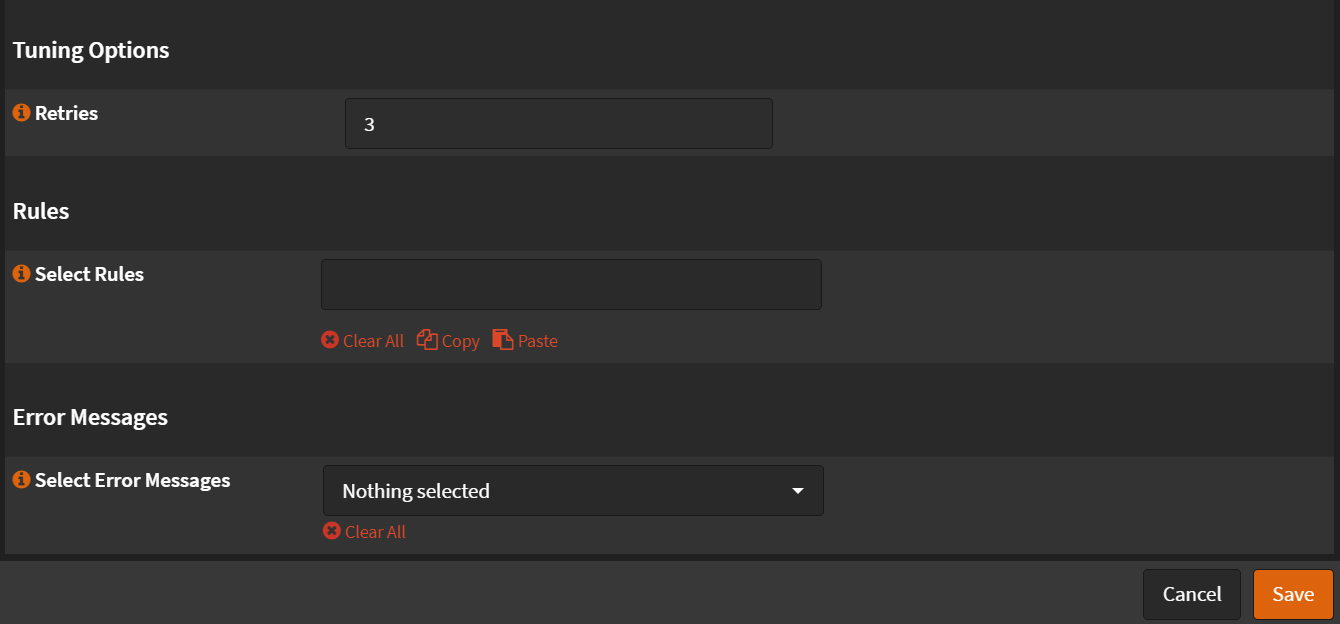 Tuning Options
Retries
3
Rules
Select Rules
Clear All Copy Paste
Error Messages
Select Error Messages
Nothing selected
Clear All
Cancel Save